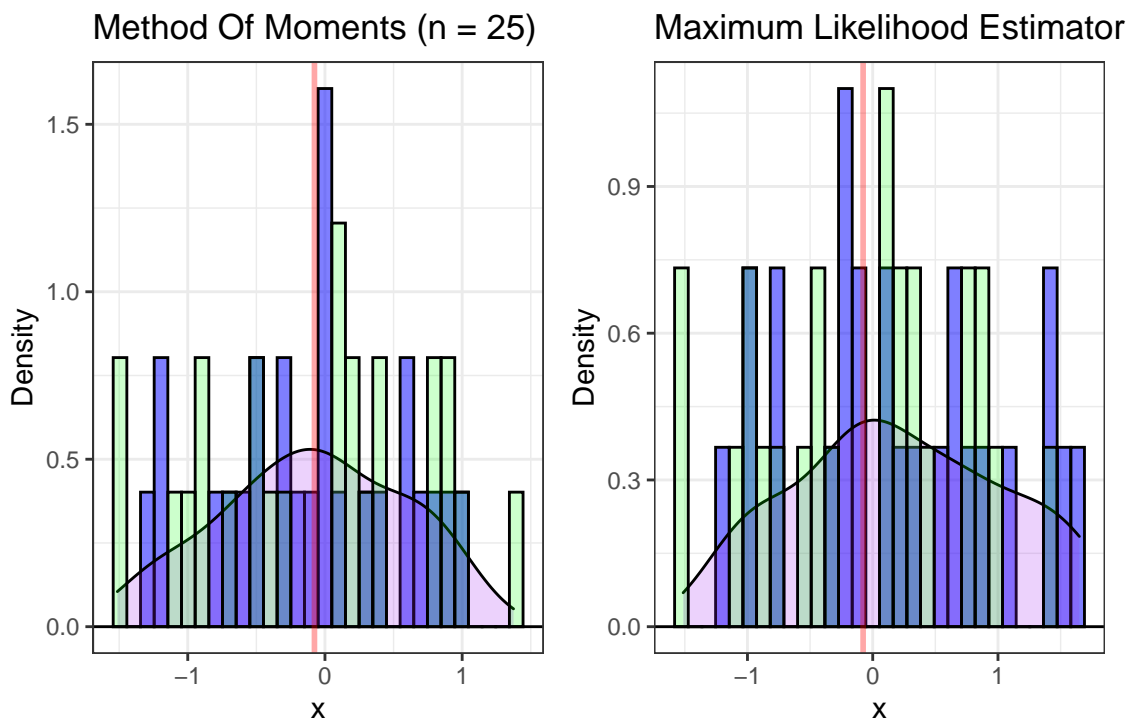 Method Of Moments (n = 25)
Density
1.5
1.0
0.5
0.0
−1
0
1
x
Maximum Likelihood Estimator
Density
0.9
0.6
0.3
0.0
−1
0
1
x